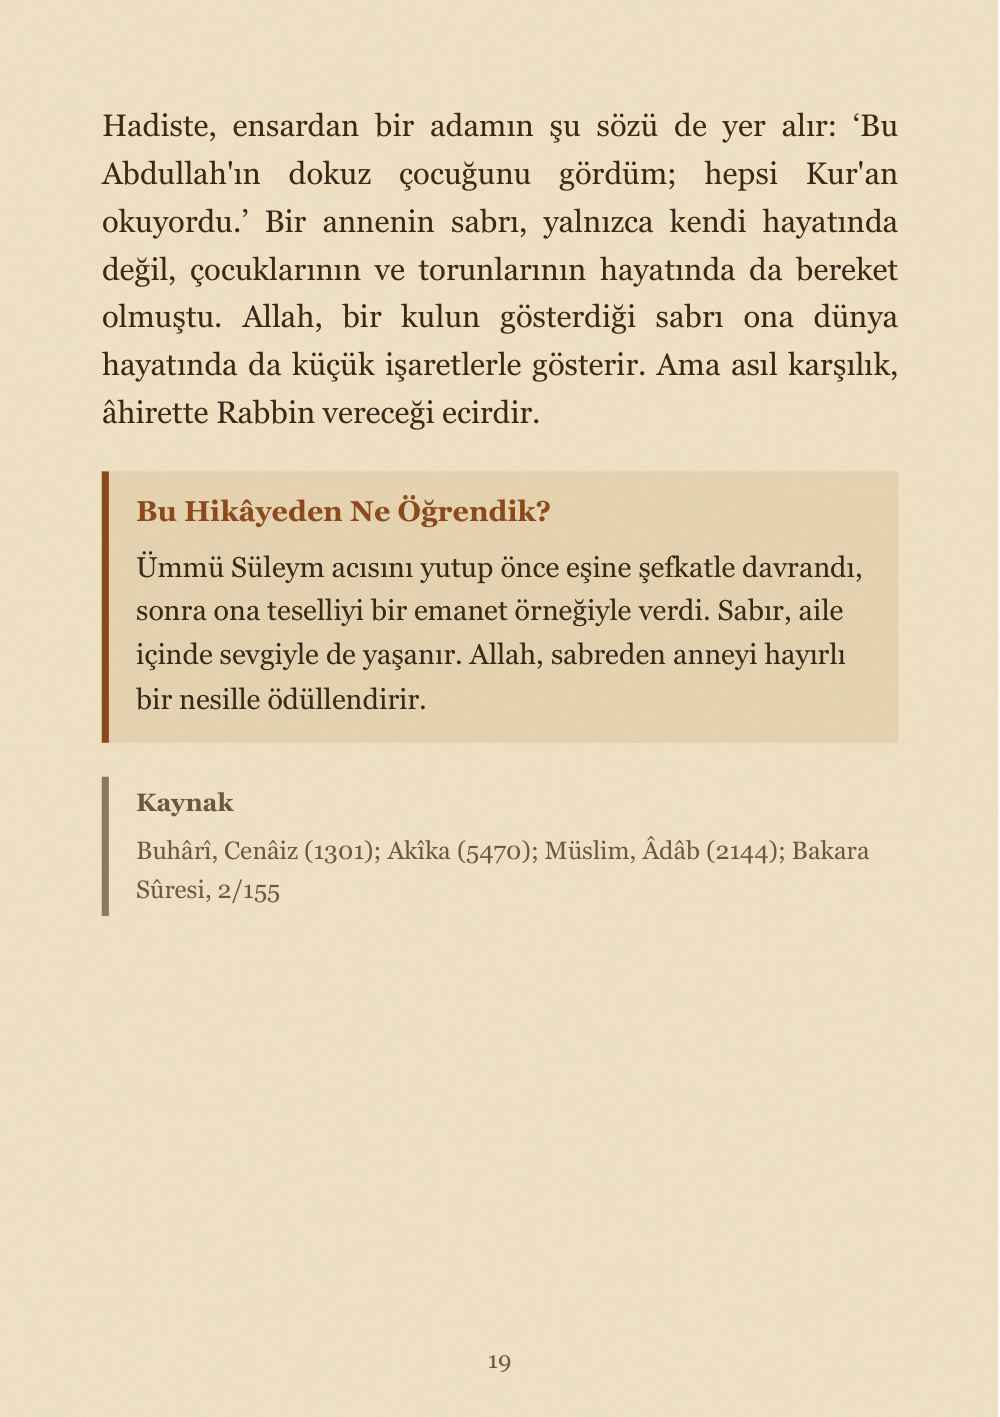 Hadiste, ensardan bir adamın şu sözü de yer alır: ‘Bu
Abdullah'ın dokuz çocuğunu gördüm; hepsi Kur'an
okuyordu.’ Bir annenin sabrı, yalnızca kendi hayatında
değil, çocuklarının ve torunlarının hayatında da bereket
olmuştu. Allah, bir kulun gösterdiği sabrı ona dünya
hayatında da küçük işaretlerle gösterir. Ama asıl karşılık,
âhirette Rabbin vereceği ecirdir.
Bu Hikâyeden Ne Öğrendik?
Ümmü Süleym acısını yutup önce eşine şefkatle davrandı,
sonra ona teselliyi bir emanet örneğiyle verdi. Sabır, aile
içinde sevgiyle de yaşanır. Allah, sabreden anneyi hayırlı
bir nesille ödüllendirir.
Kaynak
Buhârî, Cenâiz (1301); Akîka (5470); Müslim, Âdâb (2144); Bakara
Sûresi, 2/155
19